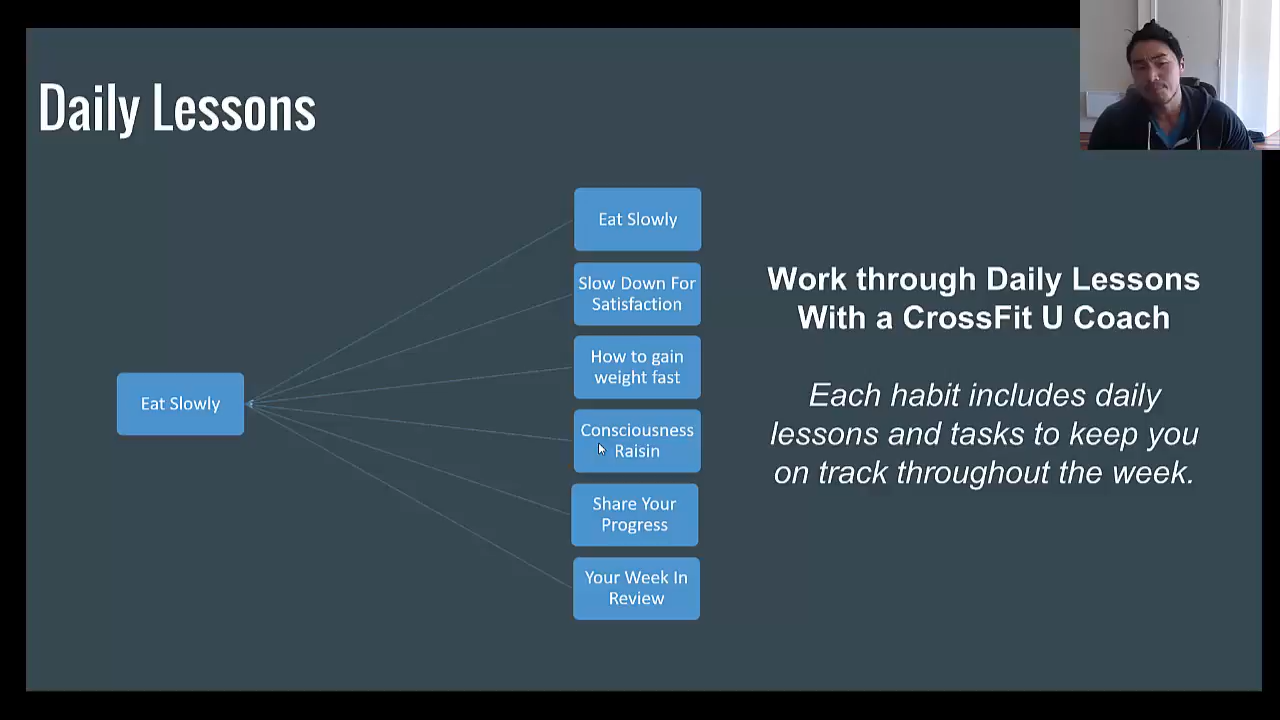 Daily Lessons
Eat Slowly
Eat Slowly
Slow Down For
Satisfaction
How to gain
weight fast
Consciousness
Raisin
Share Your
Progress
Your Week In
Review
Work through Daily Lessons
With a CrossFit U Coach
Each habit includes daily
lessons and tasks to keep you
on track throughout the week.